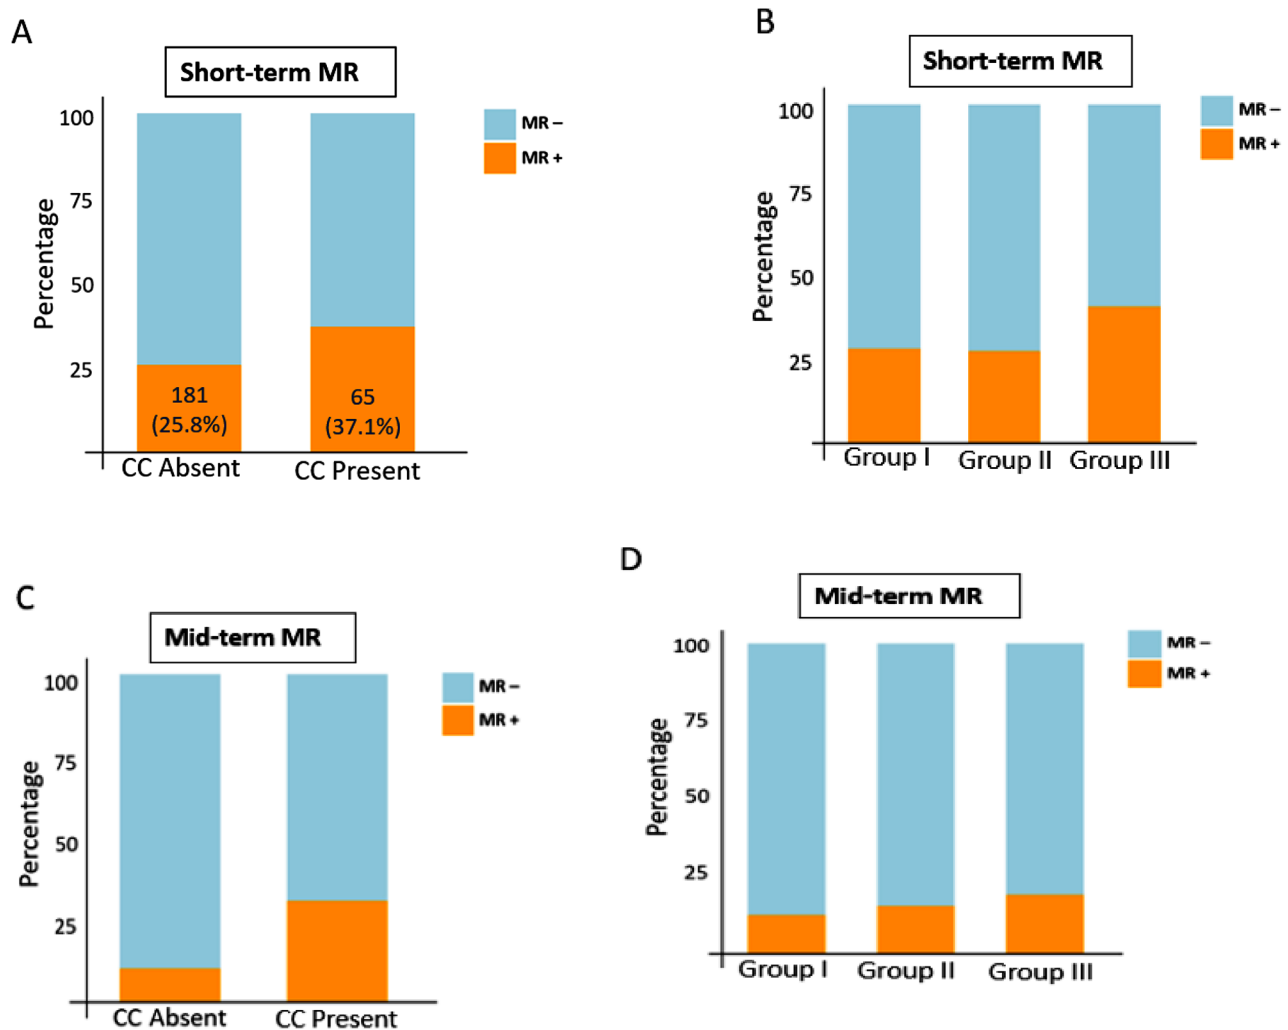 A
Short-term MR
100
75
50
25
Percentage
MR –
MR +
181
(25.8%)
65
(37.1%)
CC Absent
CC Present
B
Short-term MR
100
75
50
25
Percentage
MR –
MR +
Group I
Group II
Group III
C
Mid-term MR
100
75
50
25
Percentage
MR –
MR +
CC Absent
CC Present
D
Mid-term MR
100
75
50
25
Percentage
MR –
MR +
Group I
Group II
Group III